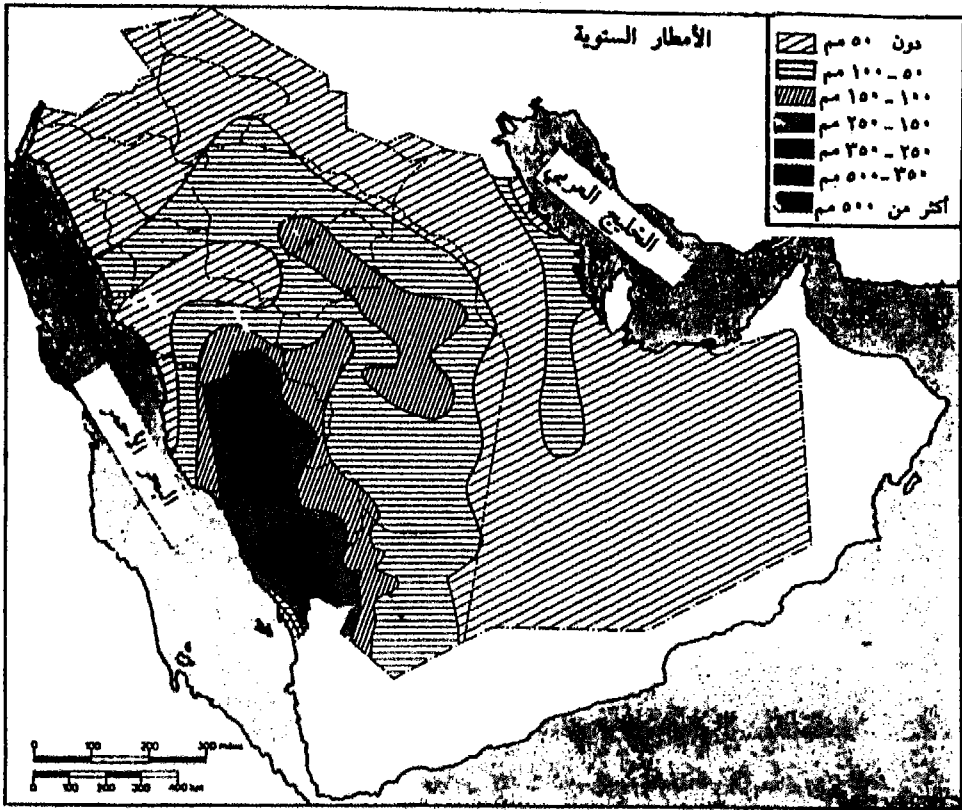 الأمطار السنوية
دون ٥٠ مم
٥٠ - ١٠٠ مم
١٠٠ - ١٥٠ مم
١٥٠ - ٢٥٠ مم
٢٥٠ - ٣٥٠ مم
٣٥٠ - ٥٠٠ مم
أكثر من ٥٠٠ مم
الخليج العربي
البحر الأحمر
0 100 200 300 miles
0 100 200 300 400 km